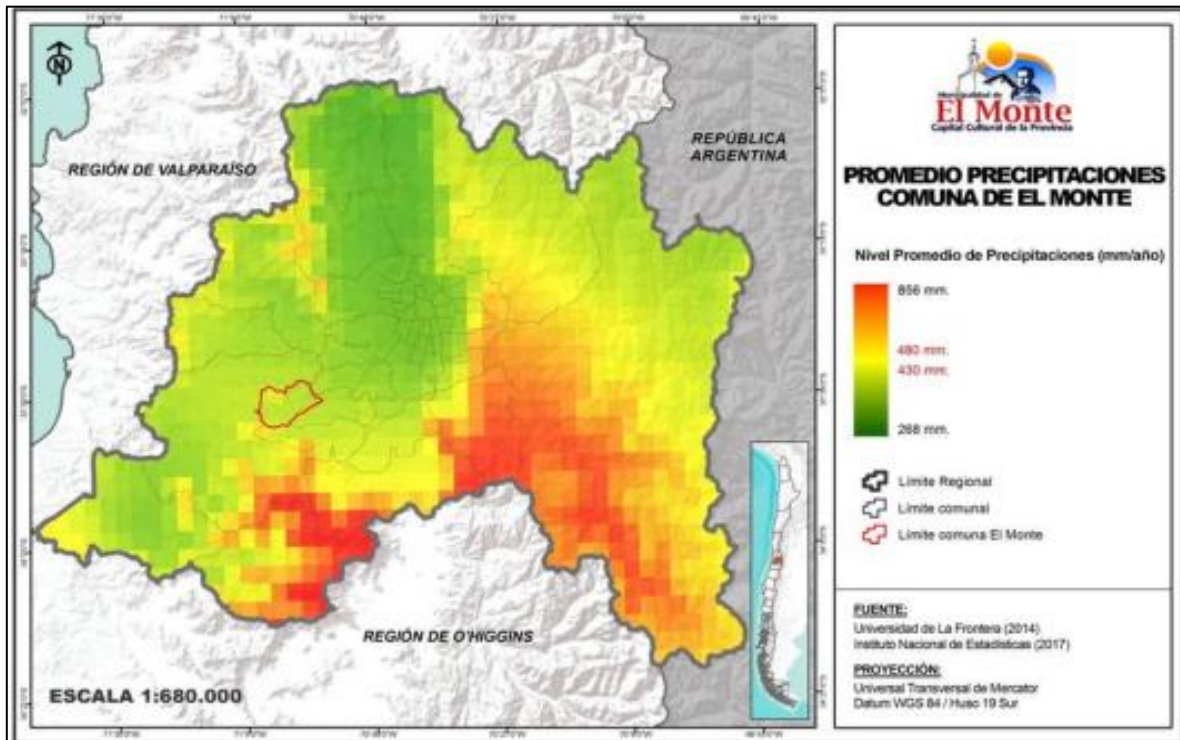 N
REGIÓN DE VALPARAÍSO
REPÚBLICA
ARGENTINA
REGIÓN DE O'HIGGINS
ESCALA 1:680.000
Municipalidad de
El Monte
Capital Cultural de la Provincia
PROMEDIO PRECIPITACIONES
COMUNA DE EL MONTE
Nivel Promedio de Precipitaciones (mm/año)
856 mm.
480 mm.
430 mm.
268 mm.
Límite Regional
Límite comunal
Límite comuna El Monte
FUENTE:
Universidad de La Frontera (2014)
Instituto Nacional de Estadísticas (2017)
PROYECCIÓN:
Universal Transversal de Mercator
Datum WGS 84 / Huso 19 Sur